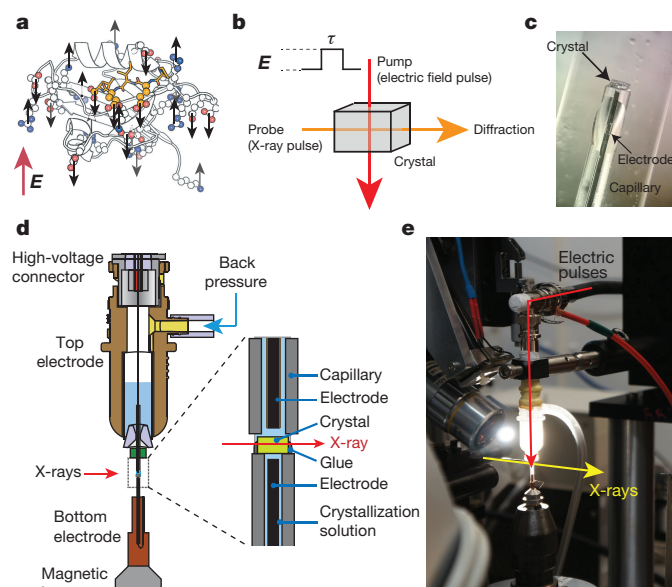 a
E
b
E
τ
Pump
(electric field pulse)
Probe
(X-ray pulse)
Diffraction
Crystal
c
Crystal
Electrode
Capillary
d
High-voltage
connector
Back
pressure
Top
electrode
X-rays
Bottom
electrode
Magnetic
Capillary
Electrode
Crystal
X-ray
Glue
Electrode
Crystallization
solution
e
Electric
pulses
X-rays